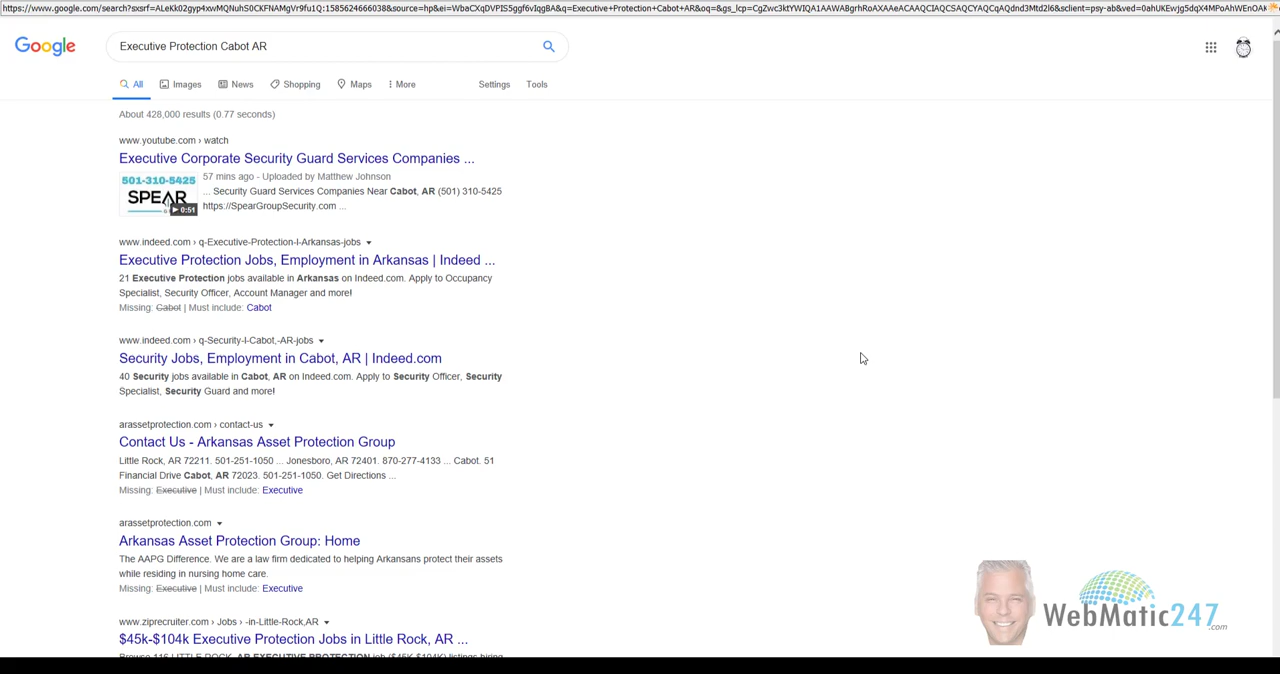 Google
Executive Protection Cabot AR
All Images News Shopping Maps More Settings Tools
About 428,000 results (0.77 seconds)
www.youtube.com › watch
Executive Corporate Security Guard Services Companies ...
501-310-5425
SPEAR
0:51
57 mins ago - Uploaded by Matthew Johnson
... Security Guard Services Companies Near Cabot, AR (501) 310-5425
https://SpearGroupSecurity.com ...
www.indeed.com › q-Executive-Protection-l-Arkansas-jobs
Executive Protection Jobs, Employment in Arkansas | Indeed ...
21 Executive Protection jobs available in Arkansas on Indeed.com. Apply to Occupancy
Specialist, Security Officer, Account Manager and more!
Missing: Cabot | Must include: Cabot
www.indeed.com › q-Security-l-Cabot,-AR-jobs
Security Jobs, Employment in Cabot, AR | Indeed.com
40 Security jobs available in Cabot, AR on Indeed.com. Apply to Security Officer, Security
Specialist, Security Guard and more!
arassetprotection.com › contact-us
Contact Us - Arkansas Asset Protection Group
Little Rock, AR 72211. 501-251-1050 ... Jonesboro, AR 72401. 870-277-4133 ... Cabot. 51
Financial Drive Cabot, AR 72023. 501-251-1050. Get Directions ...
Missing: Executive | Must include: Executive
arassetprotection.com
Arkansas Asset Protection Group: Home
The AAPG Difference. We are a law firm dedicated to helping Arkansans protect their assets
while residing in nursing home care.
Missing: Executive | Must include: Executive
www.ziprecruiter.com › Jobs › -in-Little-Rock,AR
$45k-$104k Executive Protection Jobs in Little Rock, AR ...
WebMatic247
.com